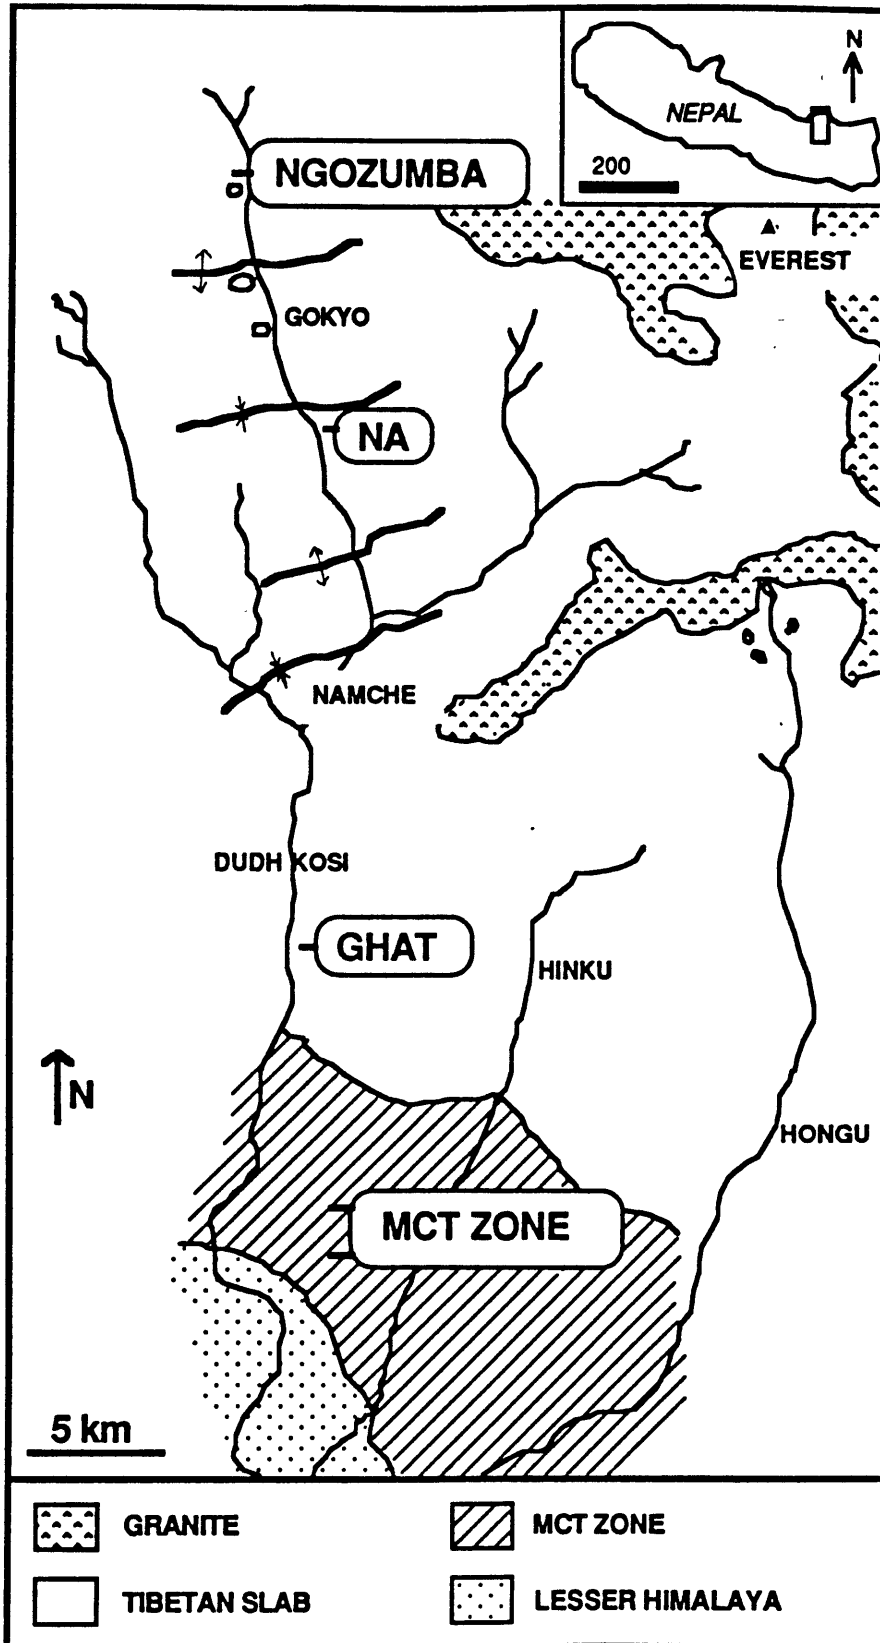 N
NEPAL
200
NGOZUMBA
EVEREST
GOKYO
NA
NAMCHE
DUDH KOSI
GHAT
HINKU
N
HONGU
MCT ZONE
5 km
GRANITE
MCT ZONE
TIBETAN SLAB
LESSER HIMALAYA